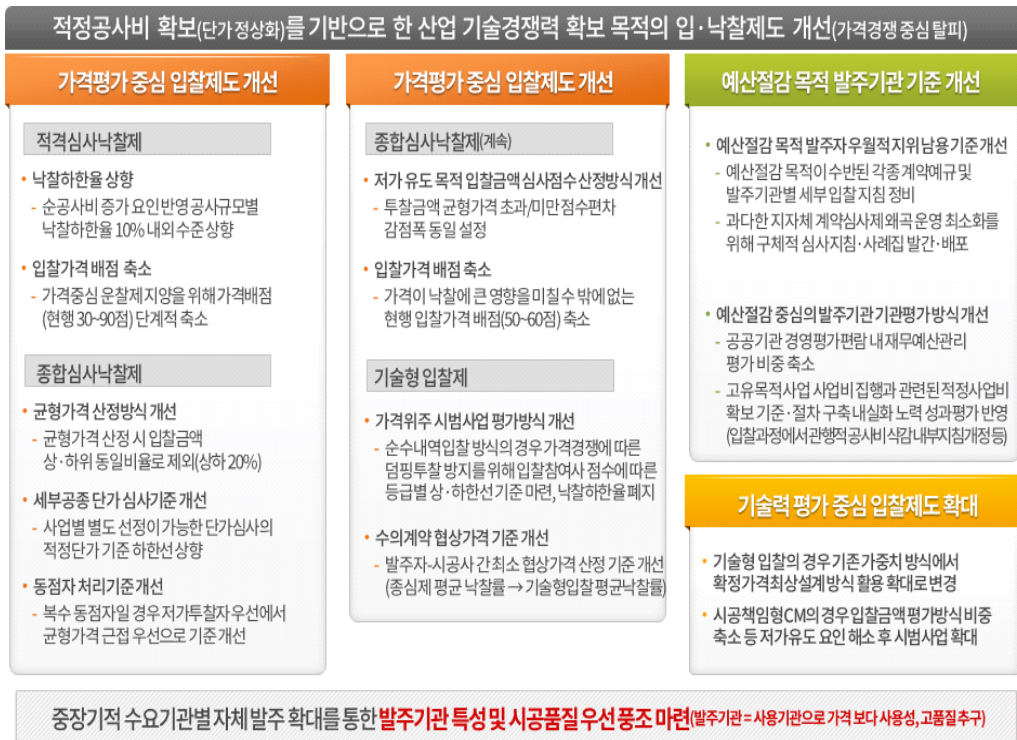 적정공사비 확보(단가 정상화)를 기반으로 한 산업 기술경쟁력 확보 목적의 입·낙찰제도 개선(가격경쟁 중심 탈피)
가격평가 중심 입찰제도 개선
적격심사낙찰제
• 낙찰하한율 상향
- 순공사비 증가 요인 반영 공사규모별
낙찰하한율 10% 내외 수준 상향
• 입찰가격 배점 축소
- 가격중심 운찰제 지양을 위해 가격배점
(현행 30~90점) 단계적 축소
종합심사낙찰제
• 균형가격 산정방식 개선
- 균형가격 산정 시 입찰금액
상·하위 동일비율로 제외(상하 20%)
• 세부공종 단가 심사기준 개선
- 사업별 별도 선정이 가능한 단가심사의
적정단가 기준 하한선 상향
• 동점자 처리기준 개선
- 복수 동점자일 경우 저가투찰자 우선에서
균형가격 근접 우선으로 기준 개선
가격평가 중심 입찰제도 개선
종합심사낙찰제(계속)
• 저가 유도 목적 입찰금액 심사점수 산정방식 개선
- 투찰금액 균형가격 초과/미만 점수편차
감점폭 동일 설정
• 입찰가격 배점 축소
- 가격이 낙찰에 큰 영향을 미칠 수 밖에 없는
현행 입찰가격 배점(50~60점) 축소
기술형 입찰제
• 가격위주 시범사업 평가방식 개선
- 순수내역입찰 방식의 경우 가격경쟁에 따른
덤핑투찰 방지를 위해 입찰참여사 점수에 따른
등급별 상·하한선 기준 마련, 낙찰하한율 폐지
• 수의계약 협상가격 기준 개선
- 발주자-시공사 간 최소 협상가격 산정 기준 개선
(종심제 평균 낙찰률 → 기술형입찰 평균낙찰률)
예산절감 목적 발주기관 기준 개선
• 예산절감 목적 발주자 우월적 지위 남용 기준 개선
- 예산절감 목적이 수반된 각종 계약예규 및
발주기관별 세부 입찰 지침 정비
- 과다한 지자체 계약심사제 왜곡 운영 최소화를
위해 구체적 심사지침·사례집 발간·배포
• 예산절감 중심의 발주기관 기관평가 방식 개선
- 공공기관 경영평가편람 내 재무예산관리
평가 비중 축소
- 고유목적사업 사업비 집행과 관련된 적정사업비
확보 기준·절차 구축 내실화 노력 성과평가 반영
(입찰과정에서 관행적 공사비 삭감 내부지침 개정 등)
기술력 평가 중심 입찰제도 확대
• 기술형 입찰의 경우 기존 가중치 방식에서
확정가격최상설계 방식 활용 확대로 변경
• 시공책임형CM의 경우 입찰금액 평가방식 비중
축소 등 저가유도 요인 해소 후 시범사업 확대
중장기적 수요기관별 자체 발주 확대를 통한 발주기관 특성 및 시공품질 우선 풍조 마련(발주기관 = 사용기관으로 가격 보다 사용성, 고품질 추구)